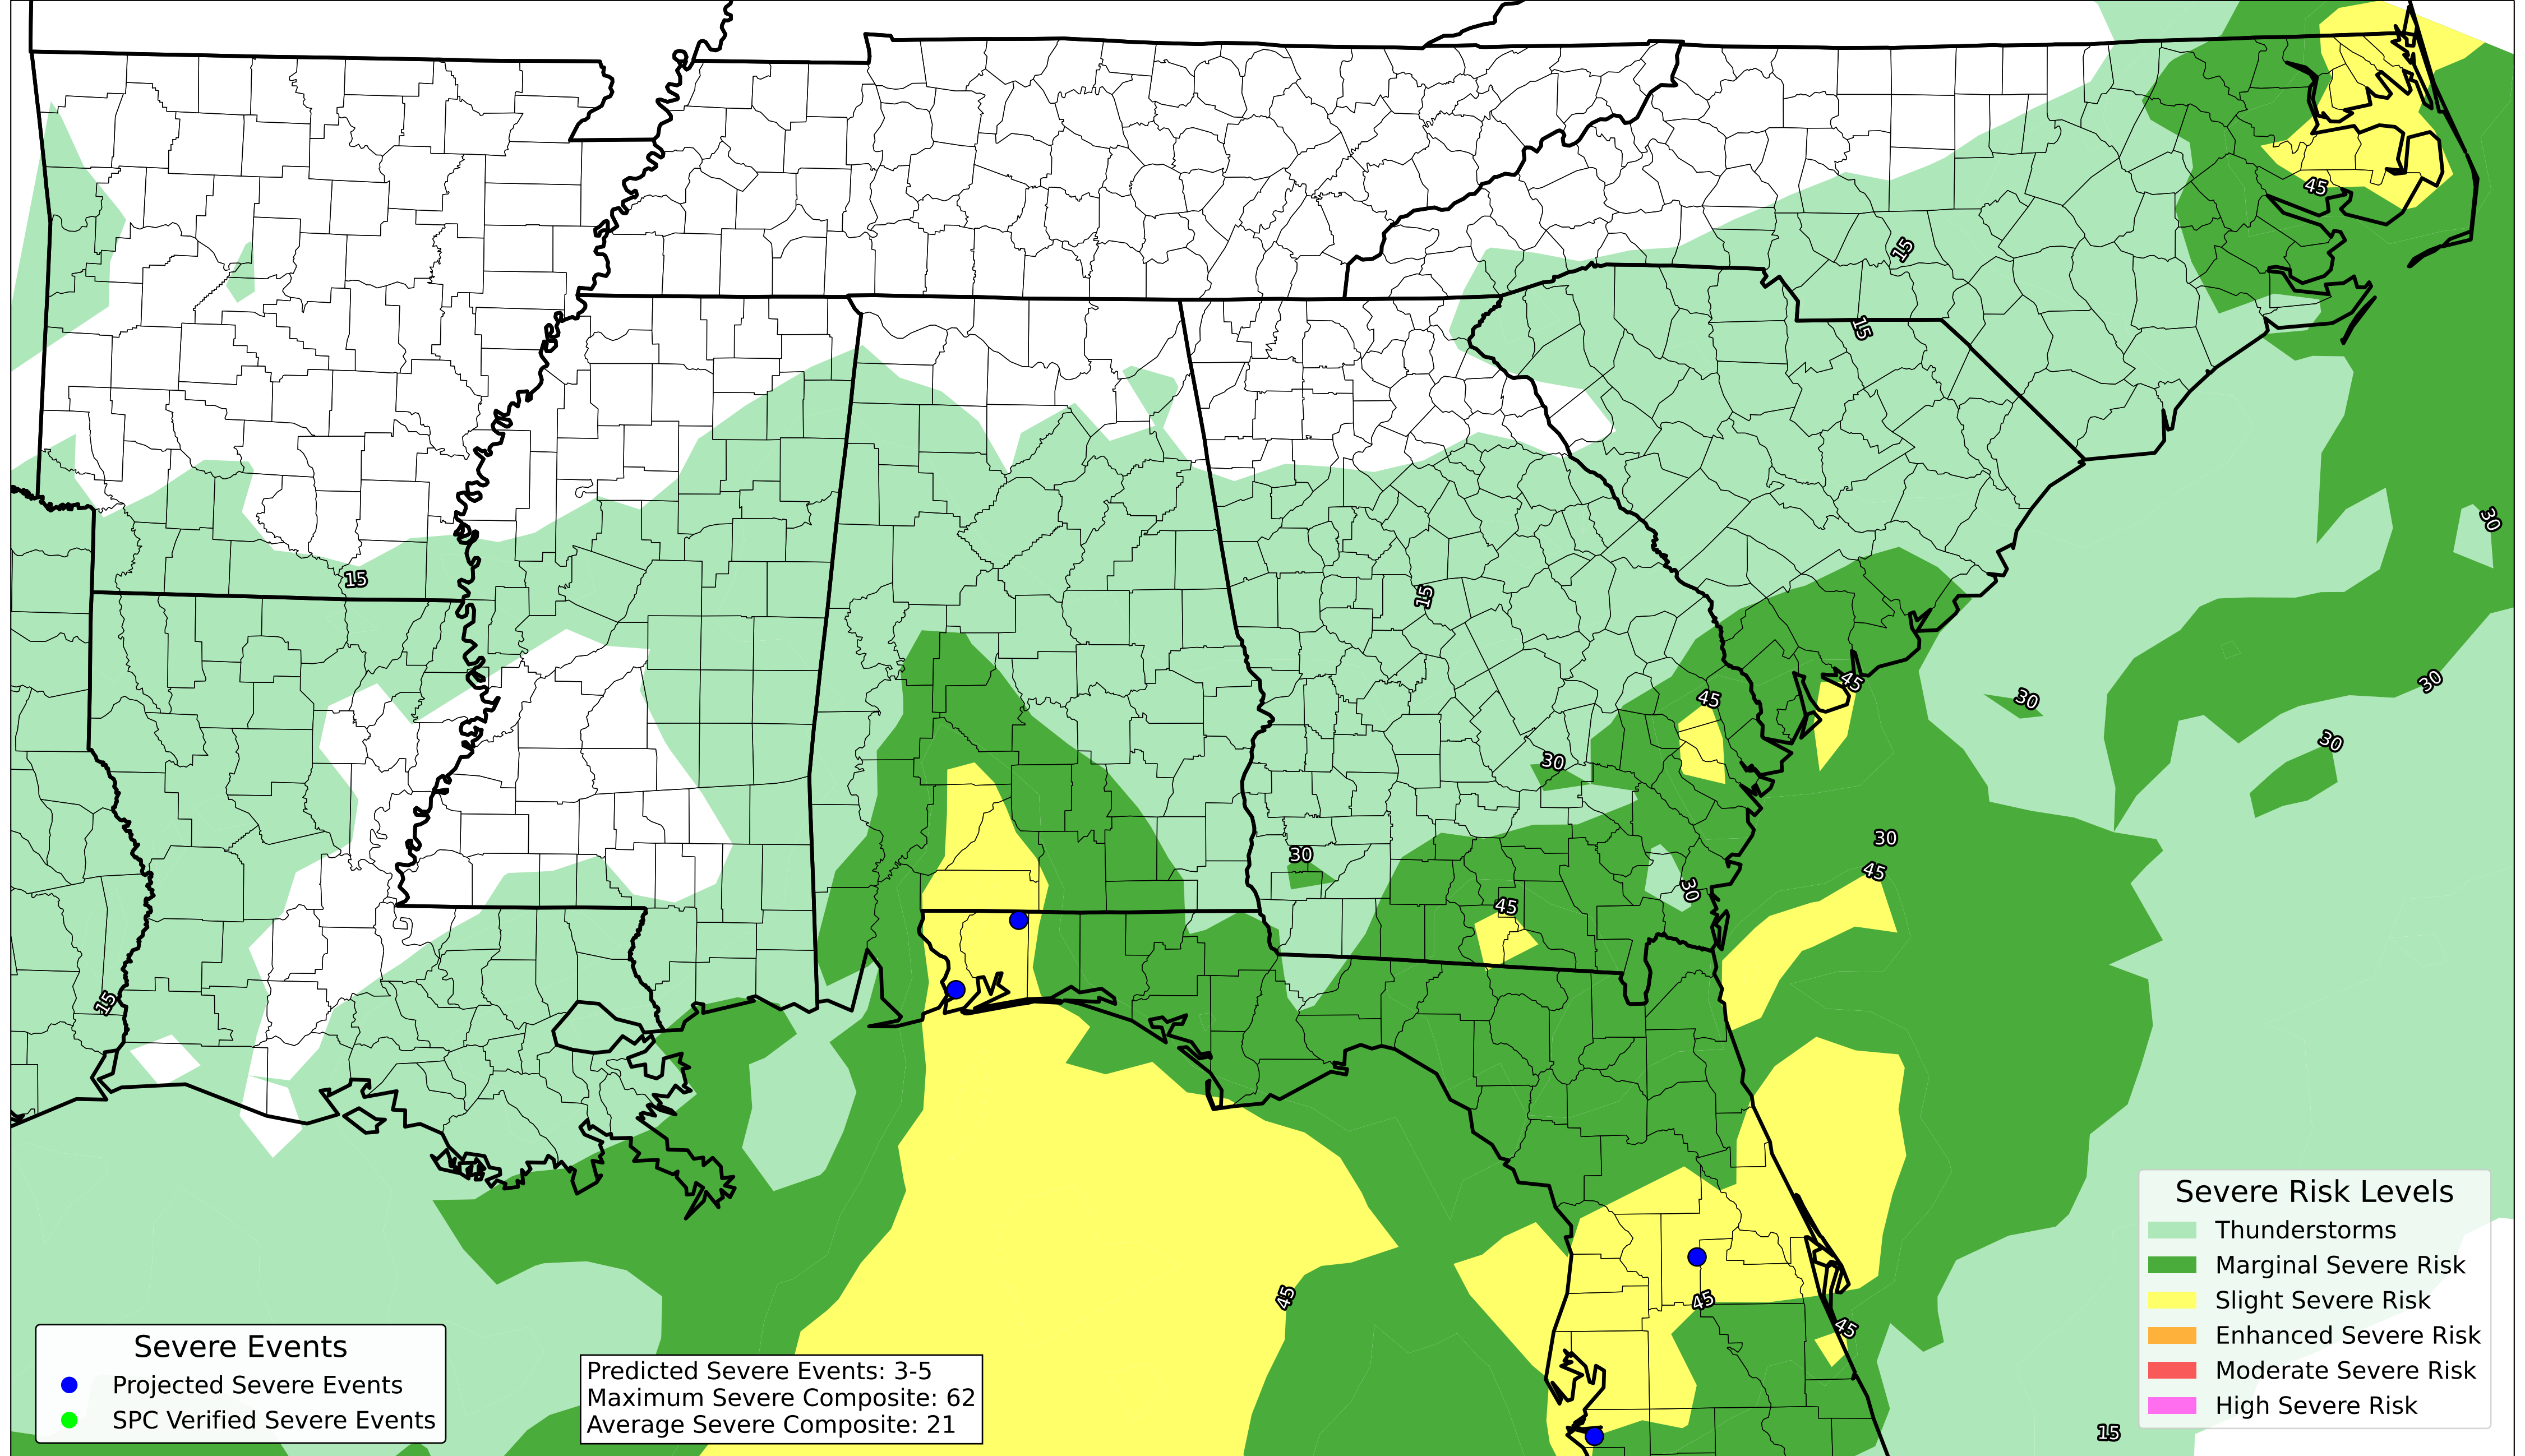 45
15
15
30
15
45
45
30
30
30
30
30
30
45
45
30
15
45
45
45
15
Severe Events
Projected Severe Events
SPC Verified Severe Events
Predicted Severe Events: 3-5
Maximum Severe Composite: 62
Average Severe Composite: 21
Severe Risk Levels
Thunderstorms
Marginal Severe Risk
Slight Severe Risk
Enhanced Severe Risk
Moderate Severe Risk
High Severe Risk
15